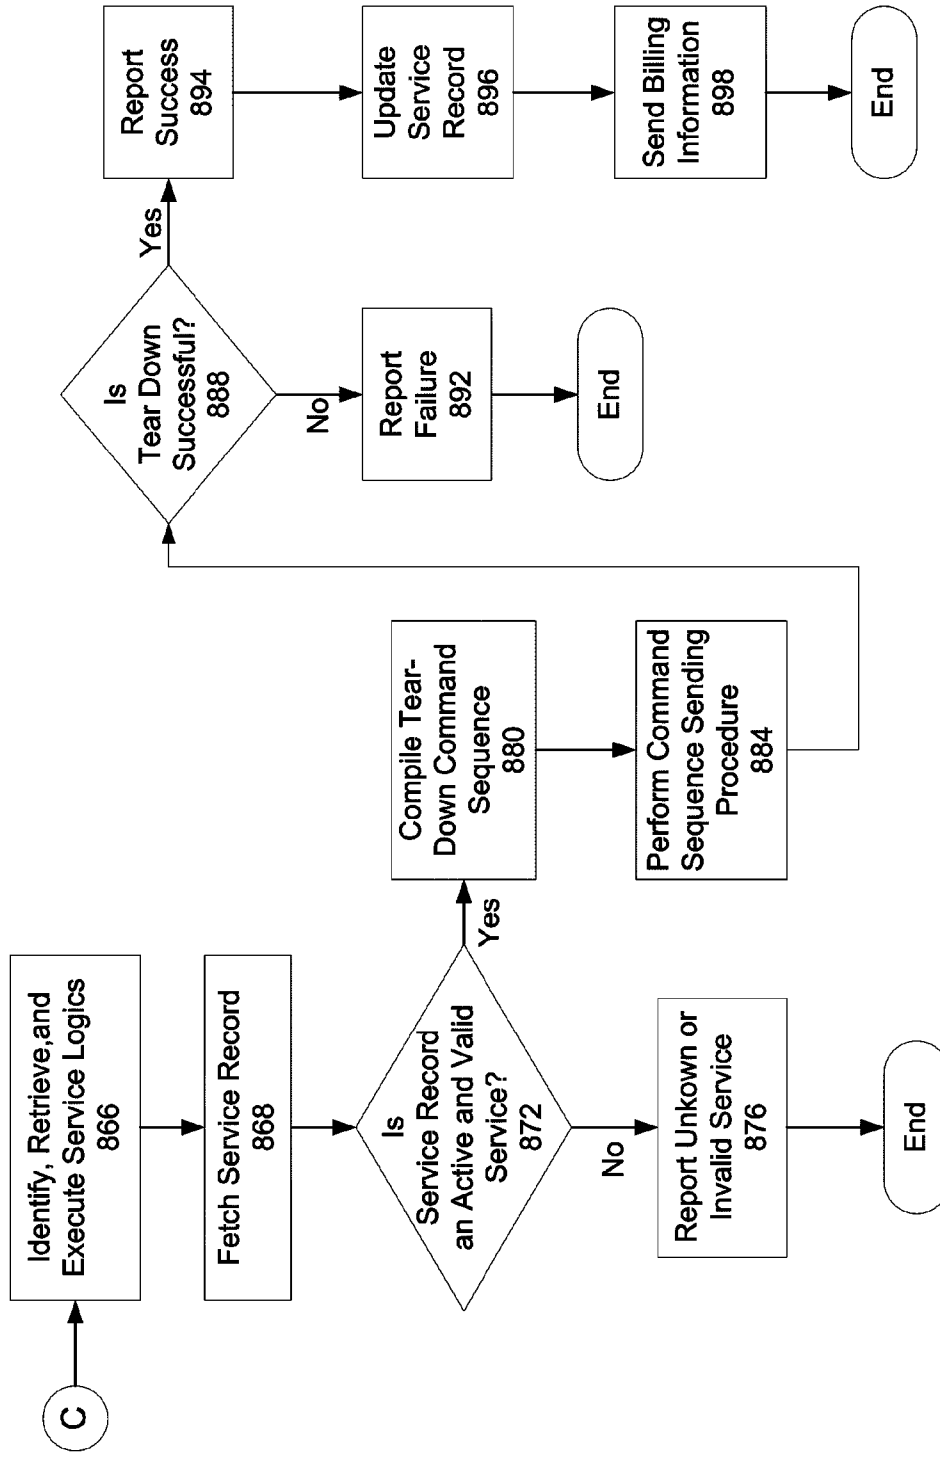 C
Identify, Retrieve,and
Execute Service Logics
866
Fetch Service Record
868
Is
Service Record
an Active and Valid
Service?
872
No
Report Unkown or
Invalid Service
876
End
Yes
Compile Tear-
Down Command
Sequence
880
Perform Command
Sequence Sending
Procedure
884
Is
Tear Down
Successful?
888
No
Report
Failure
892
End
Yes
Report
Success
894
Update
Service
Record
896
Send Billing
Information
898
End